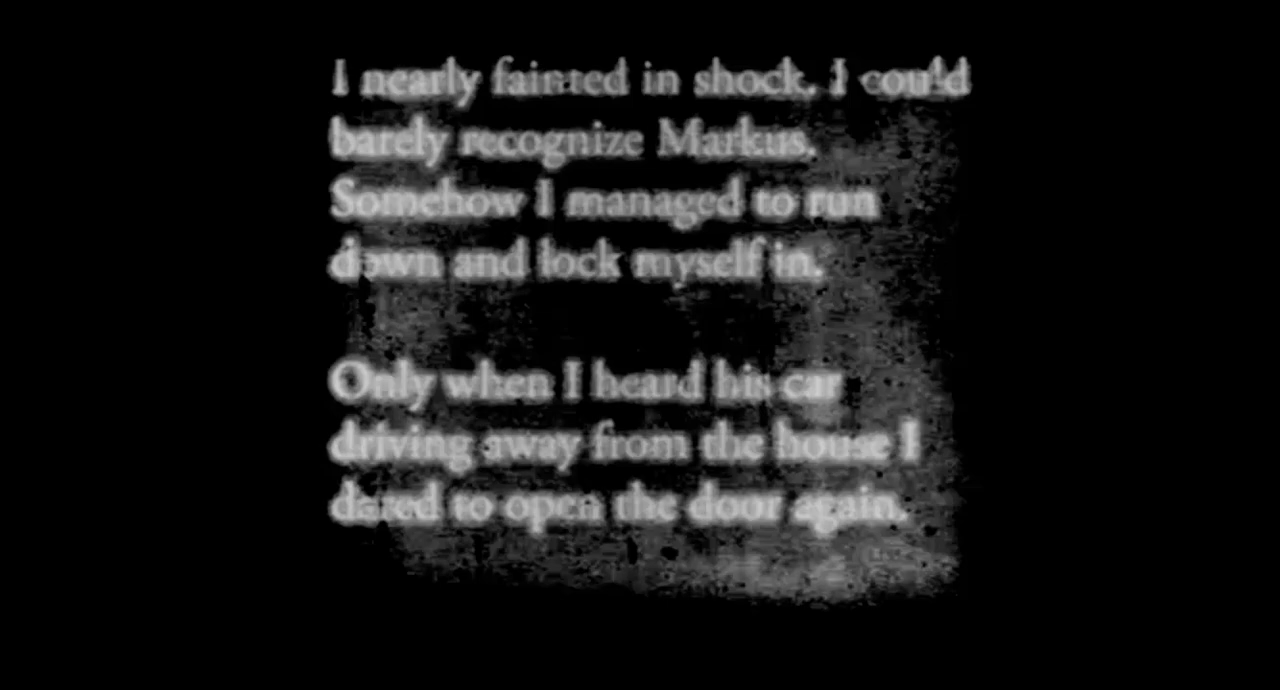 I nearly fainted in shock. I could
barely recognize Markus.
Somehow I managed to run
down and lock myself in.
Only when I heard his car
driving away from the house I
dared to open the door again.